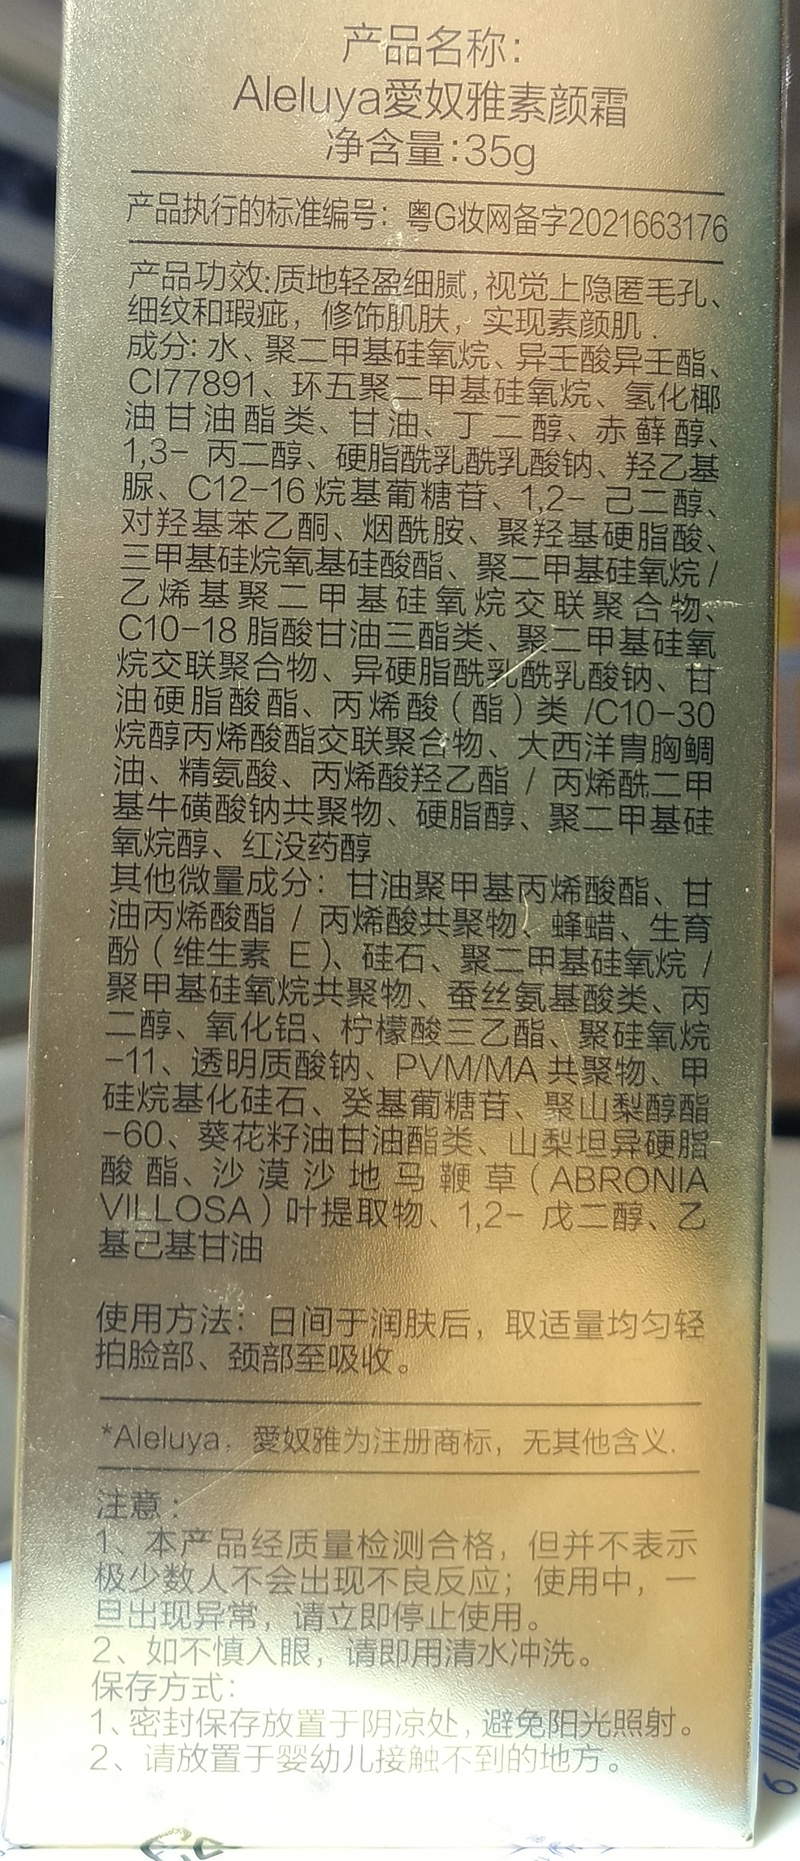 产品名称:
Aleluya愛奴雅素颜霜
净含量:35g
产品执行的标准编号：粤G妆网备字2021663176
产品功效:质地轻盈细腻,视觉上隐匿毛孔、
细纹和瑕疵，修饰肌肤，实现素颜肌.
成分:水、聚二甲基硅氧烷、异壬酸异壬酯、
CI77891、环五聚二甲基硅氧烷、氢化椰
油甘油酯类、甘油、丁二醇、赤藓醇、
1,3- 丙二醇、硬脂酰乳酰乳酸钠、羟乙基
脲、C12-16 烷基葡糖苷、1,2- 己二醇、
对羟基苯乙酮、烟酰胺、聚羟基硬脂酸、
三甲基硅烷氧基硅酸酯、聚二甲基硅氧烷 /
乙烯基聚二甲基硅氧烷交联聚合物、
C10-18 脂酸甘油三酯类、聚二甲基硅氧
烷交联聚合物、异硬脂酰乳酰乳酸钠、甘
油硬脂酸酯、丙烯酸（酯）类 /C10-30
烷醇丙烯酸酯交联聚合物、大西洋胄胸鲷
油、精氨酸、丙烯酸羟乙酯 / 丙烯酰二甲
基牛磺酸钠共聚物、硬脂醇、聚二甲基硅
氧烷醇、红没药醇
其他微量成分：甘油聚甲基丙烯酸酯、甘
油丙烯酸酯 / 丙烯酸共聚物、蜂蜡、生育
酚（维生素 E）、硅石、聚二甲基硅氧烷 /
聚甲基硅氧烷共聚物、蚕丝氨基酸类、丙
二醇、氧化铝、柠檬酸三乙酯、聚硅氧烷
-11、透明质酸钠、PVM/MA 共聚物、甲
硅烷基化硅石、癸基葡糖苷、聚山梨醇酯
-60、葵花籽油甘油酯类、山梨坦异硬脂
酸酯、沙漠沙地马鞭草（ABRONIA
VILLOSA）叶提取物、1,2- 戊二醇、乙
基己基甘油
使用方法：日间于润肤后，取适量均匀轻
拍脸部、颈部至吸收。
*Aleluya，愛奴雅为注册商标，无其他含义.
注意：
1、本产品经质量检测合格，但并不表示
极少数人不会出现不良反应；使用中，一
旦出现异常，请立即停止使用。
2、如不慎入眼，请即用清水冲洗。
保存方式：
1、密封保存放置于阴凉处,避免阳光照射。
2、请放置于婴幼儿接触不到的地方。